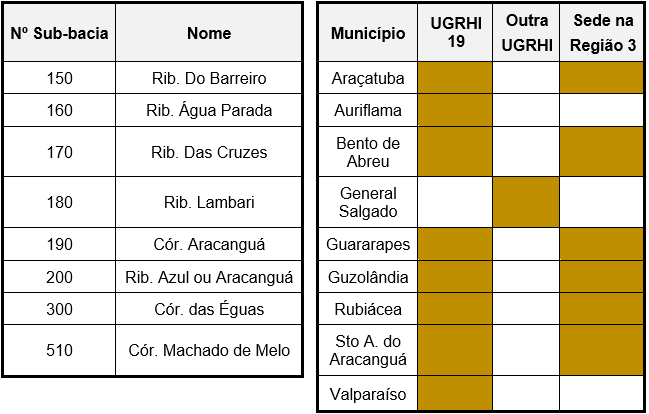 Nº Sub-bacia Nome
150 Rib. Do Barreiro
160 Rib. Água Parada
170 Rib. Das Cruzes
180 Rib. Lambari
190 Cór. Aracanguá
200 Rib. Azul ou Aracanguá
300 Cór. das Éguas
510 Cór. Machado de Melo
Município
UGRHI
19
Outra
UGRHI
Sede na
Região 3
Araçatuba
Auriflama
Bento de
Abreu
General
Salgado
Guararapes
Guzolândia
Rubiácea
Sto A. do
Aracanguá
Valparaíso